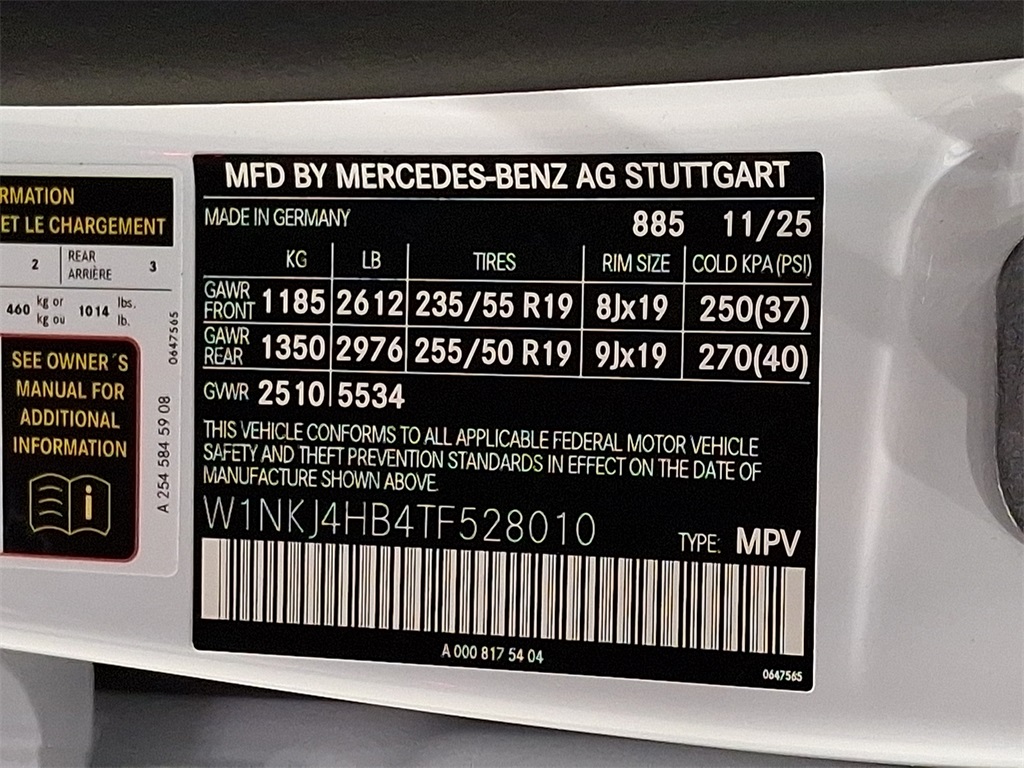 RMATION
ET LE CHARGEMENT
2 REAR ARRIÈRE 3
460 kg or kg ou 1014 lbs. lb.
SEE OWNER´S
MANUAL FOR
ADDITIONAL
INFORMATION
i
0647565
A 254 584 59 08
MFD BY MERCEDES-BENZ AG STUTTGART
MADE IN GERMANY 885 11/25
KG LB TIRES RIM SIZE COLD KPA (PSI)
GAWR FRONT 1185 2612 235/55 R19 8Jx19 250(37)
GAWR REAR 1350 2976 255/50 R19 9Jx19 270(40)
GVWR 2510 5534
THIS VEHICLE CONFORMS TO ALL APPLICABLE FEDERAL MOTOR VEHICLE
SAFETY AND THEFT PREVENTION STANDARDS IN EFFECT ON THE DATE OF
MANUFACTURE SHOWN ABOVE.
W1NKJ4HB4TF528010 TYPE: MPV
A 000 817 54 04
0647565